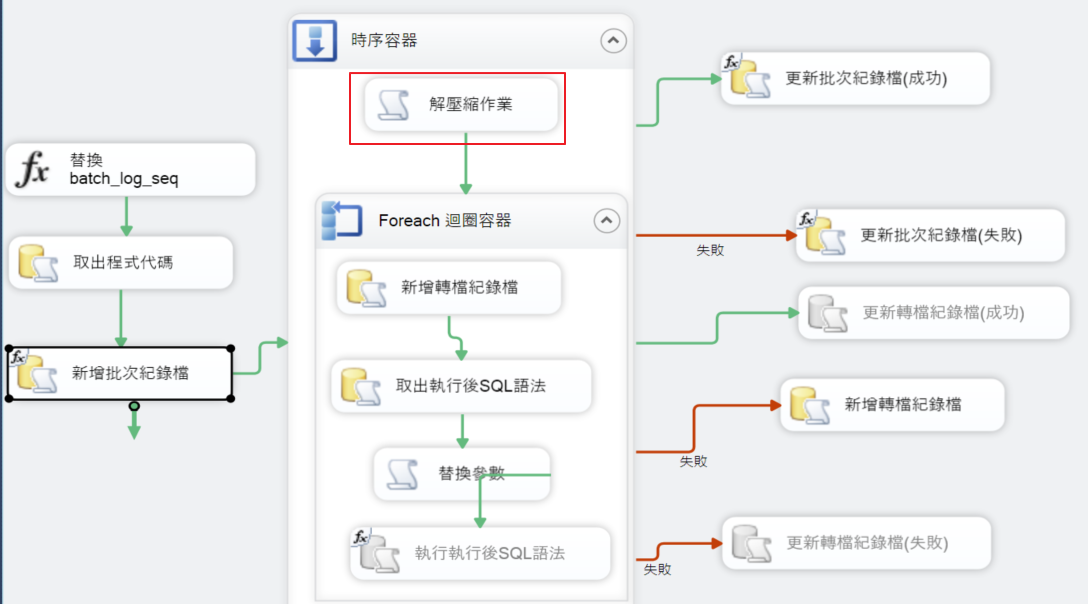 時序容器
解壓縮作業
更新批次紀錄檔(成功)
替換
batch_log_seq
Foreach 迴圈容器
更新批次紀錄檔(失敗)
失敗
取出程式代碼
新增轉檔紀錄檔
更新轉檔紀錄檔(成功)
新增批次紀錄檔
取出執行後SQL語法
新增轉檔紀錄檔
失敗
替換參數
執行執行後SQL語法
更新轉檔紀錄檔(失敗)
失敗